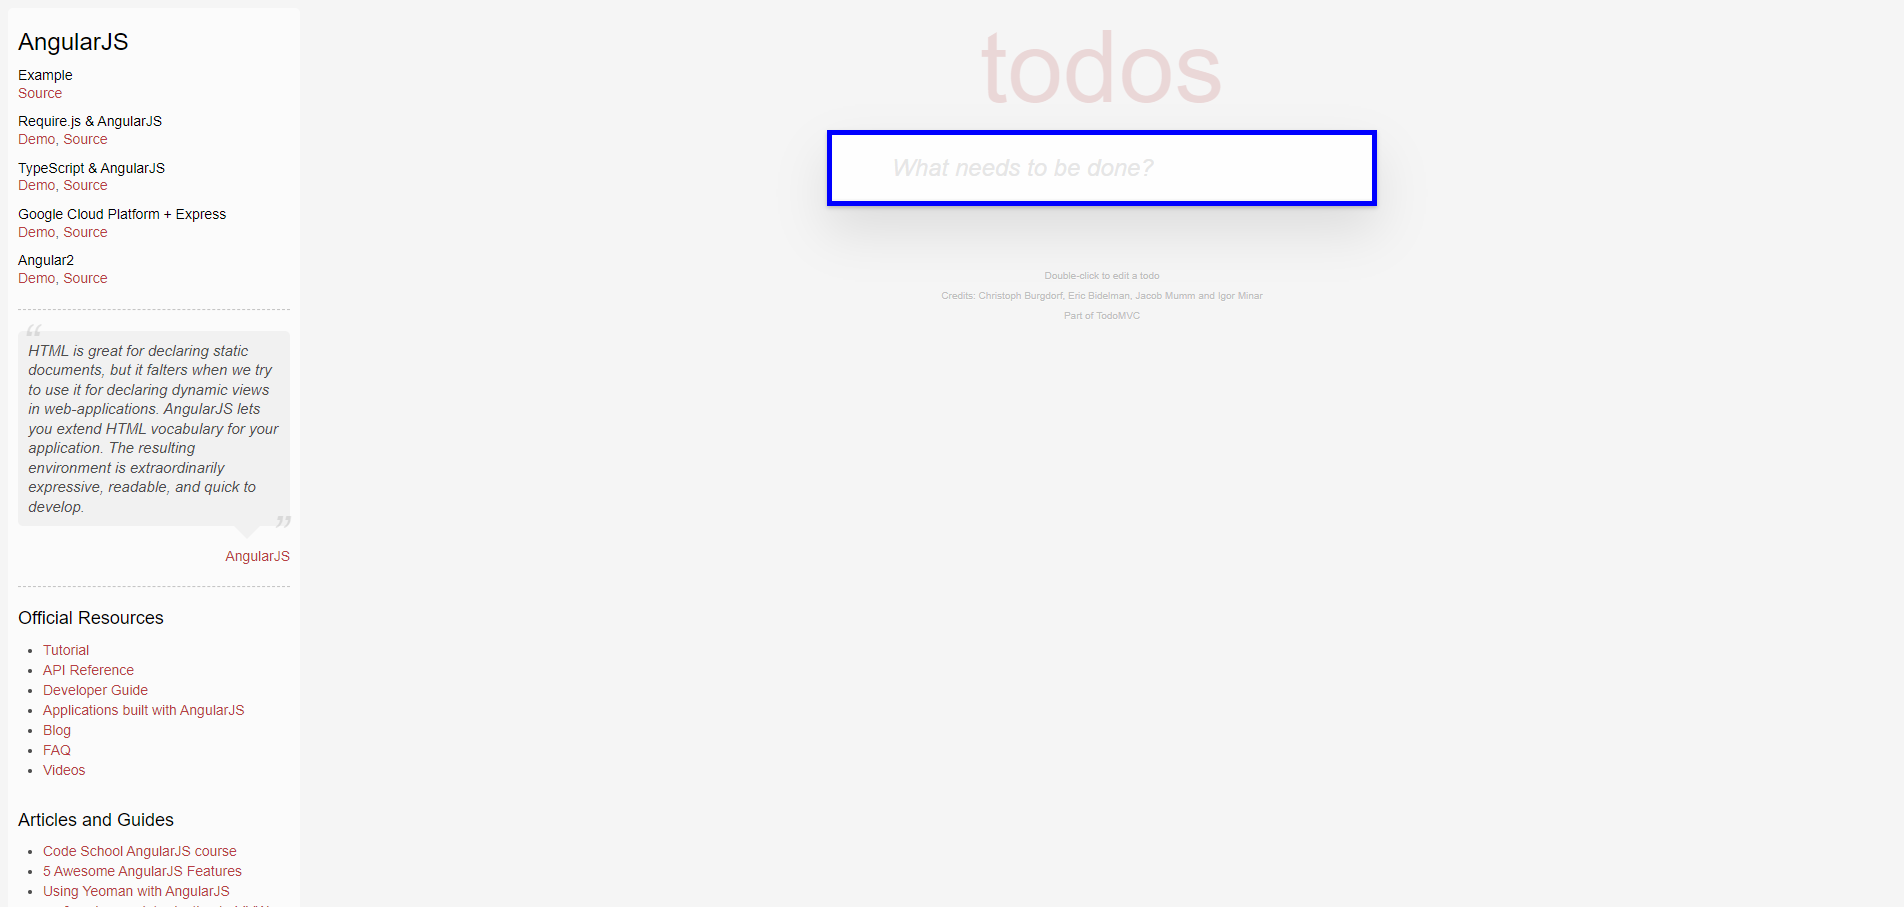 AngularJS
Example
Source
Require.js & AngularJS
Demo, Source
TypeScript & AngularJS
Demo, Source
Google Cloud Platform + Express
Demo, Source
Angular2
Demo, Source
“
HTML is great for declaring static
documents, but it falters when we try
to use it for declaring dynamic views
in web-applications. AngularJS lets
you extend HTML vocabulary for your
application. The resulting
environment is extraordinarily
expressive, readable, and quick to
develop.
”
AngularJS
Official Resources
Tutorial
API Reference
Developer Guide
Applications built with AngularJS
Blog
FAQ
Videos
Articles and Guides
Code School AngularJS course
5 Awesome AngularJS Features
Using Yeoman with AngularJS
todos
What needs to be done?
Double-click to edit a todo
Credits: Christoph Burgdorf, Eric Bidelman, Jacob Mumm and Igor Minar
Part of TodoMVC